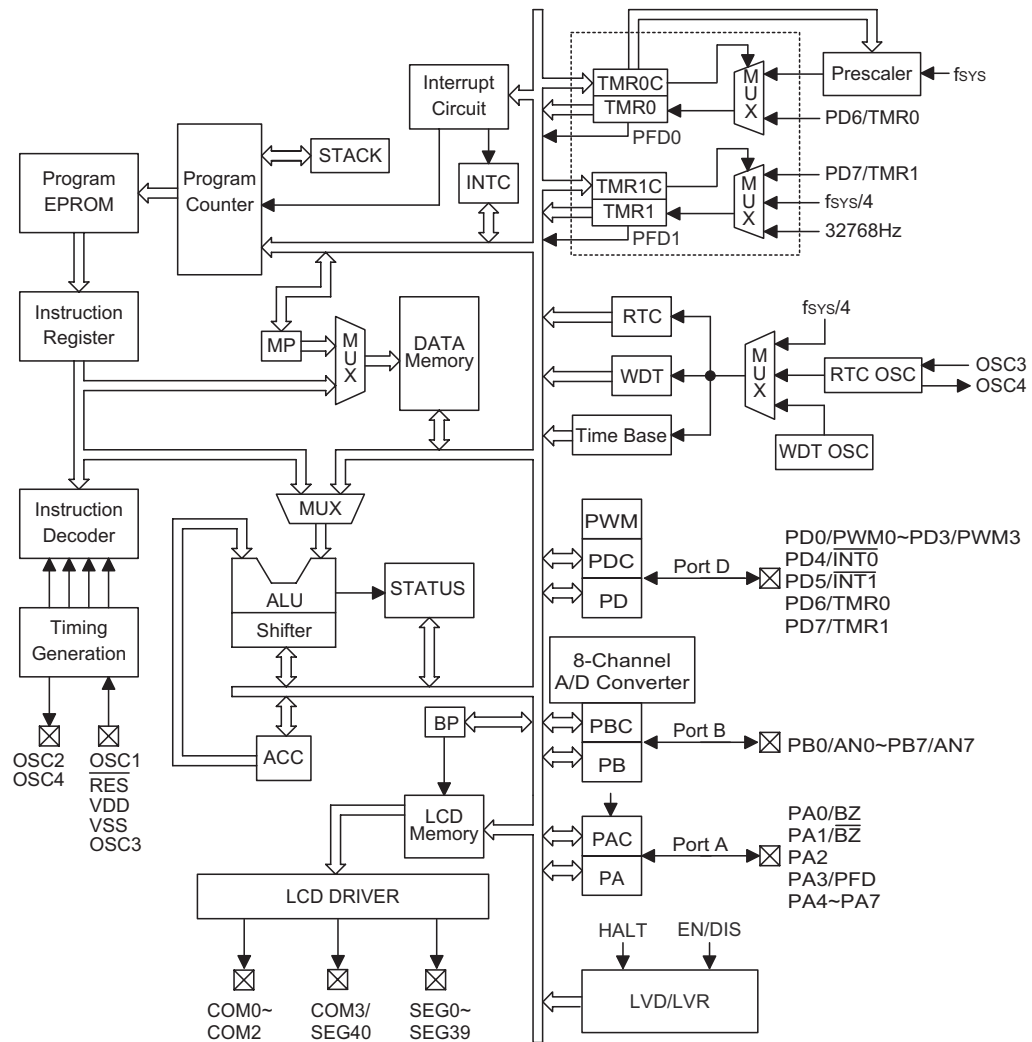 Interrupt
Circuit
STACK
INTC
Program
EPROM
Program
Counter
Instruction
Register
MP
MUX
DATA
Memory
MUX
Instruction
Decoder
ALU
Shifter
STATUS
Timing
Generation
OSC2
OSC4
OSC1
RES
VDD
VSS
OSC3
ACC
BP
LCD
Memory
LCD DRIVER
COM0~
COM2
COM3/
SEG40
SEG0~
SEG39
TMR0C
TMR0
PFD0
MUX
Prescaler
fSYS
PD6/TMR0
TMR1C
TMR1
PFD1
MUX
PD7/TMR1
fSYS/4
32768Hz
RTC
WDT
Time Base
MUX
fSYS/4
RTC OSC
OSC3
OSC4
WDT OSC
PWM
PDC
PD
Port D
PD0/PWM0~PD3/PWM3
PD4/INT0
PD5/INT1
PD6/TMR0
PD7/TMR1
8-Channel
A/D Converter
PBC
PB
Port B
PB0/AN0~PB7/AN7
PAC
PA
Port A
PA0/BZ
PA1/BZ
PA2
PA3/PFD
PA4~PA7
HALT
EN/DIS
LVD/LVR